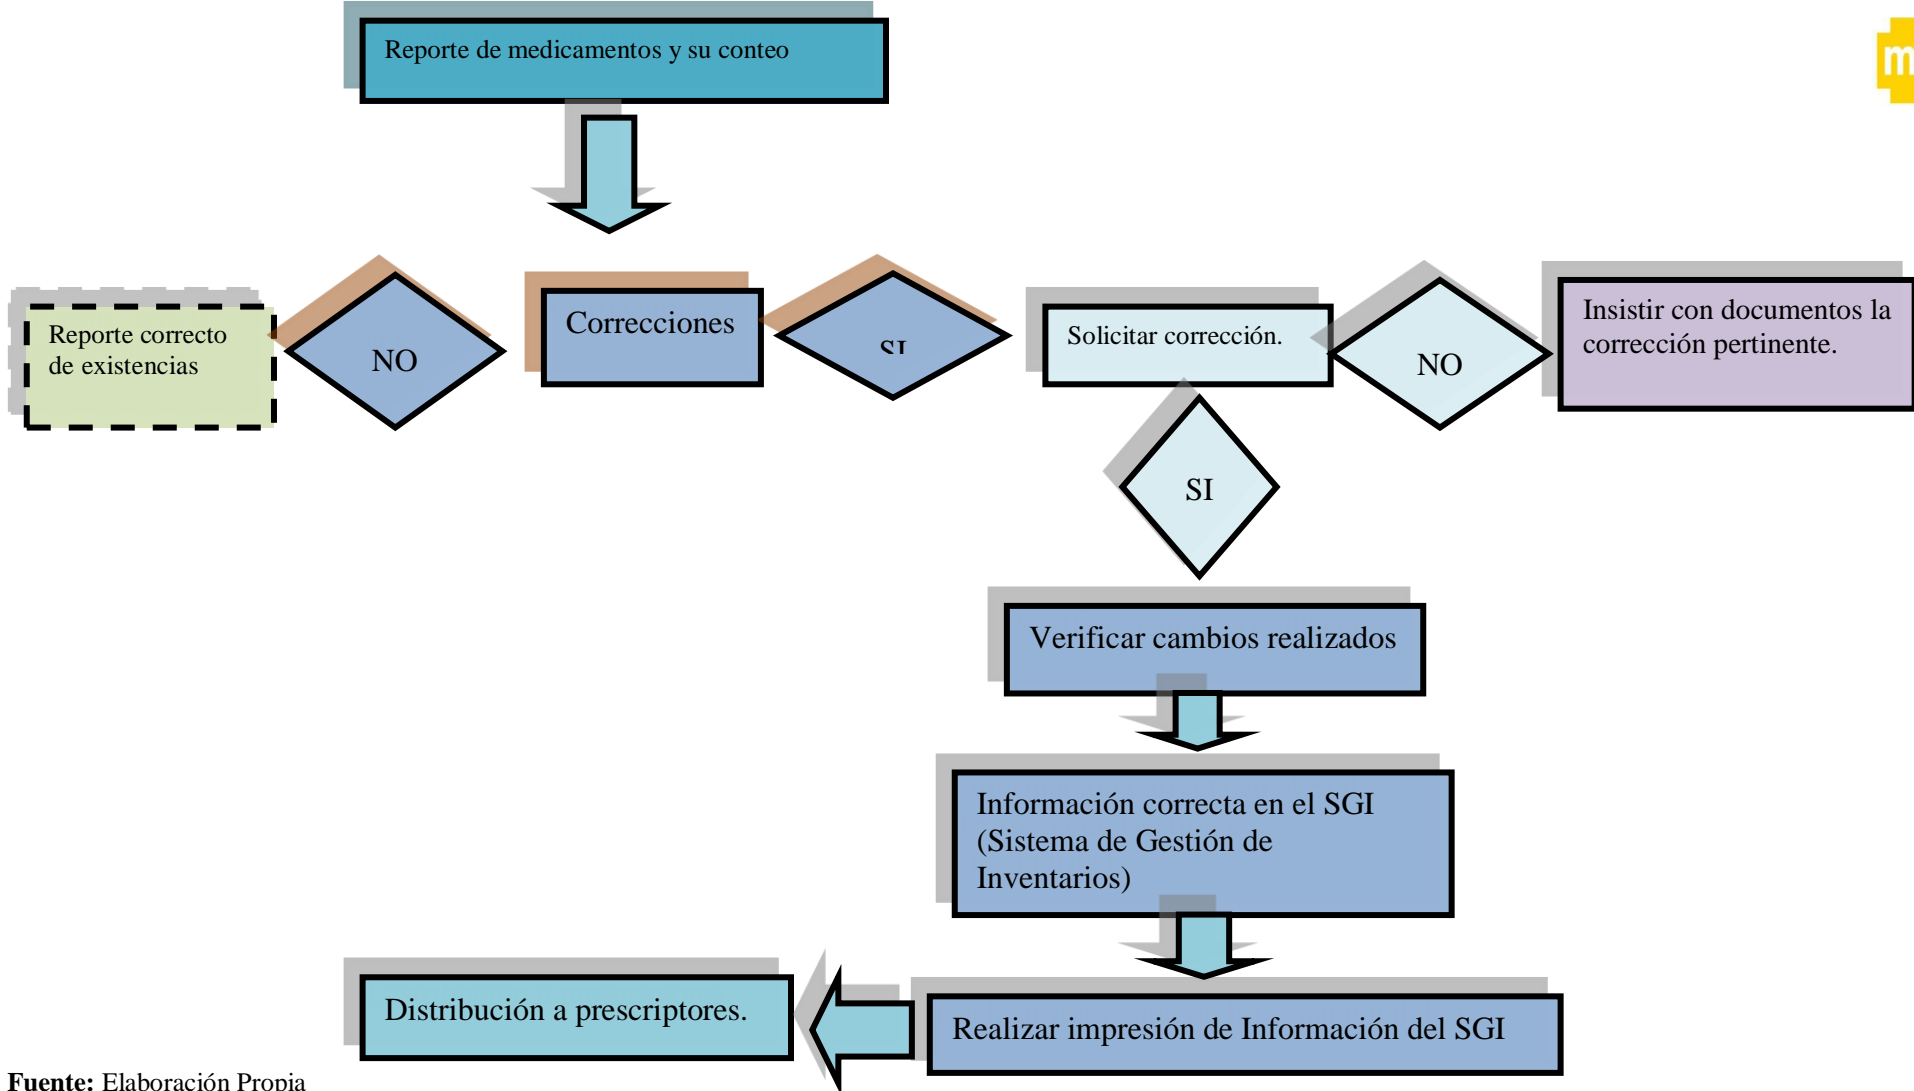 Reporte de medicamentos y su conteo
m
Reporte correcto
de existencias
NO
Correcciones
SI
Solicitar corrección.
NO
Insistir con documentos la
corrección pertinente.
SI
Verificar cambios realizados
Información correcta en el SGI
(Sistema de Gestión de
Inventarios)
Realizar impresión de Información del SGI
Distribución a prescriptores.
Fuente: Elaboración Propia